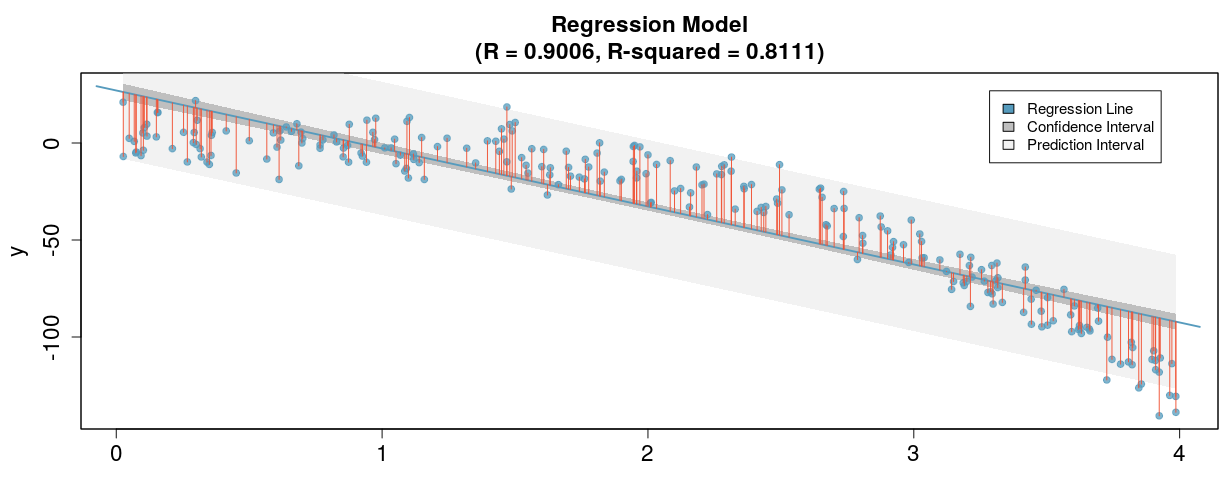 Regression Model
(R = 0.9006, R-squared = 0.8111)
Regression Line
Confidence Interval
Prediction Interval
y
0
-50
-100
0 1 2 3 4